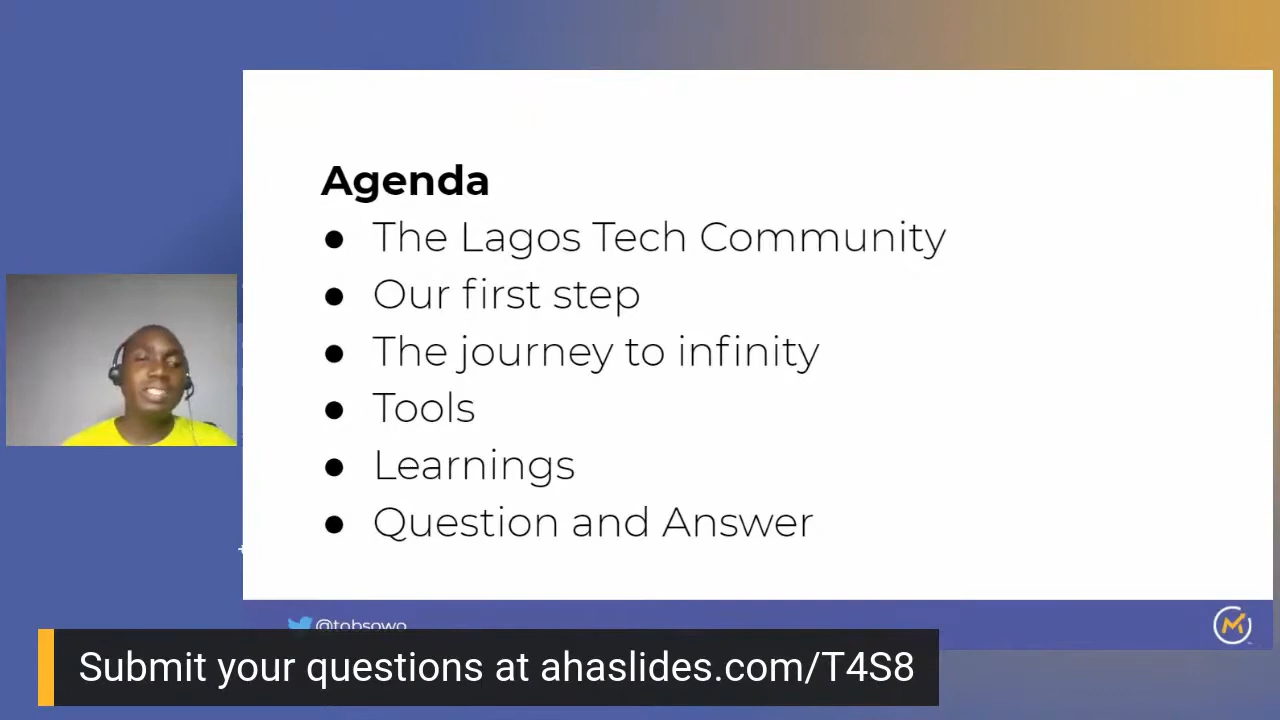 Agenda
● The Lagos Tech Community
● Our first step
● The journey to infinity
● Tools
● Learnings
● Question and Answer
@tobsowo
Submit your questions at ahaslides.com/T4S8